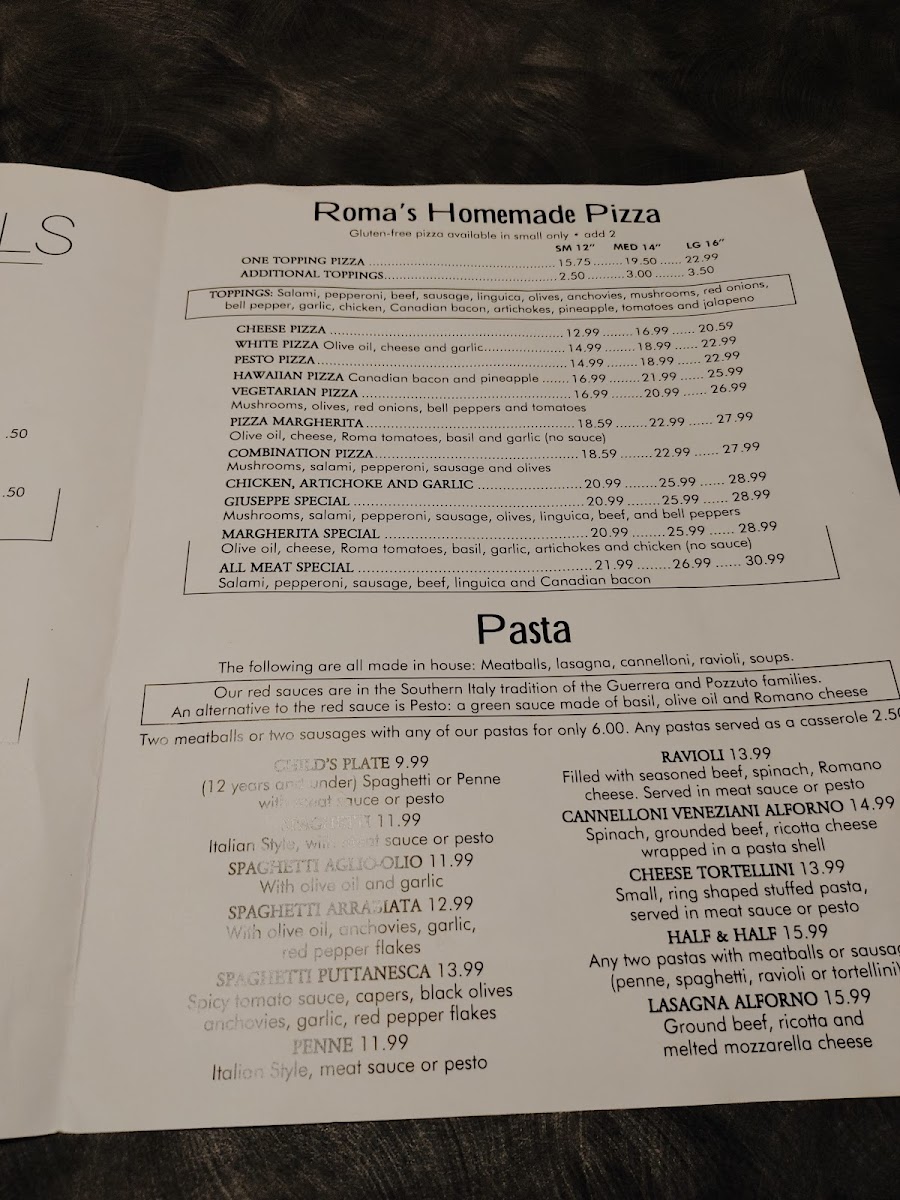 LS
.50
.50
Roma's Homemade Pizza
Gluten-free pizza available in small only • add 2
SM 12" MED 14" LG 16"
ONE TOPPING PIZZA ........ 15.75 ........ 19.50 ...... 22.99
ADDITIONAL TOPPINGS........ 2.50 ......... 3.00 ........ 3.50
TOPPINGS: Salami, pepperoni, beef, sausage, linguica, olives, anchovies, mushrooms, red onions,
bell pepper, garlic, chicken, Canadian bacon, artichokes, pineapple, tomatoes and jalapeno
CHEESE PIZZA ........ 12.99 ........ 16.99 ...... 20.59
WHITE PIZZA Olive oil, cheese and garlic........ 14.99 ........ 18.99 ...... 22.99
PESTO PIZZA........ 14.99 ........ 18.99 ...... 22.99
HAWAIIAN PIZZA Canadian bacon and pineapple ....... 16.99 ........ 21.99 ...... 25.99
VEGETARIAN PIZZA ........ 16.99 ........ 20.99 ...... 26.99
Mushrooms, olives, red onions, bell peppers and tomatoes
PIZZA MARGHERITA ........ 18.59 ........ 22.99 ...... 27.99
Olive oil, cheese, Roma tomatoes, basil and garlic (no sauce)
COMBINATION PIZZA........ 18.59 ........ 22.99 ...... 27.99
Mushrooms, salami, pepperoni, sausage and olives
CHICKEN, ARTICHOKE AND GARLIC ........ 20.99 ........ 25.99 ...... 28.99
GIUSEPPE SPECIAL ........ 20.99 ........ 25.99 ...... 28.99
Mushrooms, salami, pepperoni, sausage, olives, linguica, beef, and bell peppers
MARGHERITA SPECIAL ........ 20.99 ........ 25.99 ...... 28.99
Olive oil, cheese, Roma tomatoes, basil, garlic, artichokes and chicken (no sauce)
ALL MEAT SPECIAL ........ 21.99 ........ 26.99 ...... 30.99
Salami, pepperoni, sausage, beef, linguica and Canadian bacon
Pasta
The following are all made in house: Meatballs, lasagna, cannelloni, ravioli, soups.
Our red sauces are in the Southern Italy tradition of the Guerrera and Pozzuto families.
An alternative to the red sauce is Pesto: a green sauce made of basil, olive oil and Romano cheese
Two meatballs or two sausages with any of our pastas for only 6.00. Any pastas served as a casserole 2.50
CHILD'S PLATE 9.99
(12 years and under) Spaghetti or Penne
with meat sauce or pesto
SPAGHETTI 11.99
Italian Style, with meat sauce or pesto
SPAGHETTI AGLIO-OLIO 11.99
With olive oil and garlic
SPAGHETTI ARRABIATA 12.99
With olive oil, anchovies, garlic,
red pepper flakes
SPAGHETTI PUTTANESCA 13.99
Spicy tomato sauce, capers, black olives
anchovies, garlic, red pepper flakes
PENNE 11.99
Italian Style, meat sauce or pesto
RAVIOLI 13.99
Filled with seasoned beef, spinach, Romano
cheese. Served in meat sauce or pesto
CANNELLONI VENEZIANI ALFORNO 14.99
Spinach, grounded beef, ricotta cheese
wrapped in a pasta shell
CHEESE TORTELLINI 13.99
Small, ring shaped stuffed pasta,
served in meat sauce or pesto
HALF & HALF 15.99
Any two pastas with meatballs or sausag
(penne, spaghetti, ravioli or tortellini)
LASAGNA ALFORNO 15.99
Ground beef, ricotta and
melted mozzarella cheese